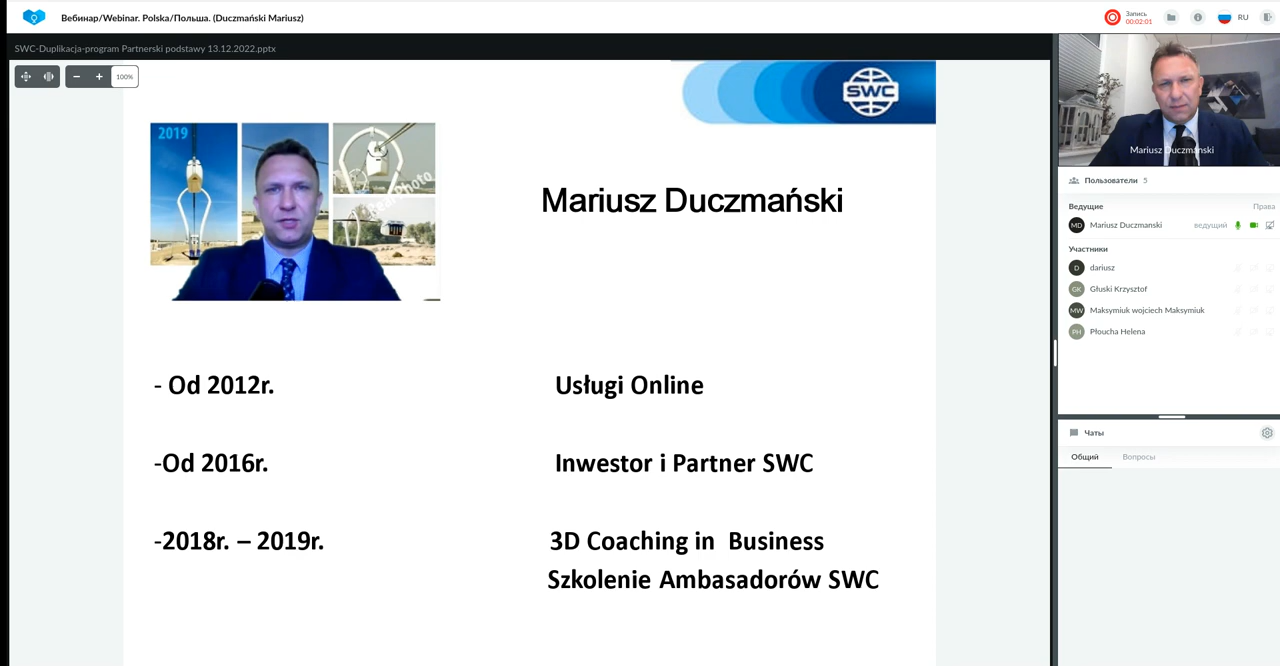 Вебинар/Webinar. Polska/Польша. (Duczmański Mariusz)
Запись
00:02:01
RU
SWC-Duplikacja-program Partnerski podstawy 13.12.2022.pptx
100%
SWC
2019
Real photo
Mariusz Duczmański
- Od 2012r. Usługi Online
-Od 2016r. Inwestor i Partner SWC
-2018r. – 2019r. 3D Coaching in Business
Szkolenie Ambasadorów SWC
Mariusz Duczmanski
Пользователи 5
Ведущие Права
MD Mariusz Duczmanski ведущий
Участники
D dariusz
GK Głuski Krzysztof
MW Maksymiuk wojciech Maksymiuk
PH Płoucha Helena
Чаты
Общий Вопросы